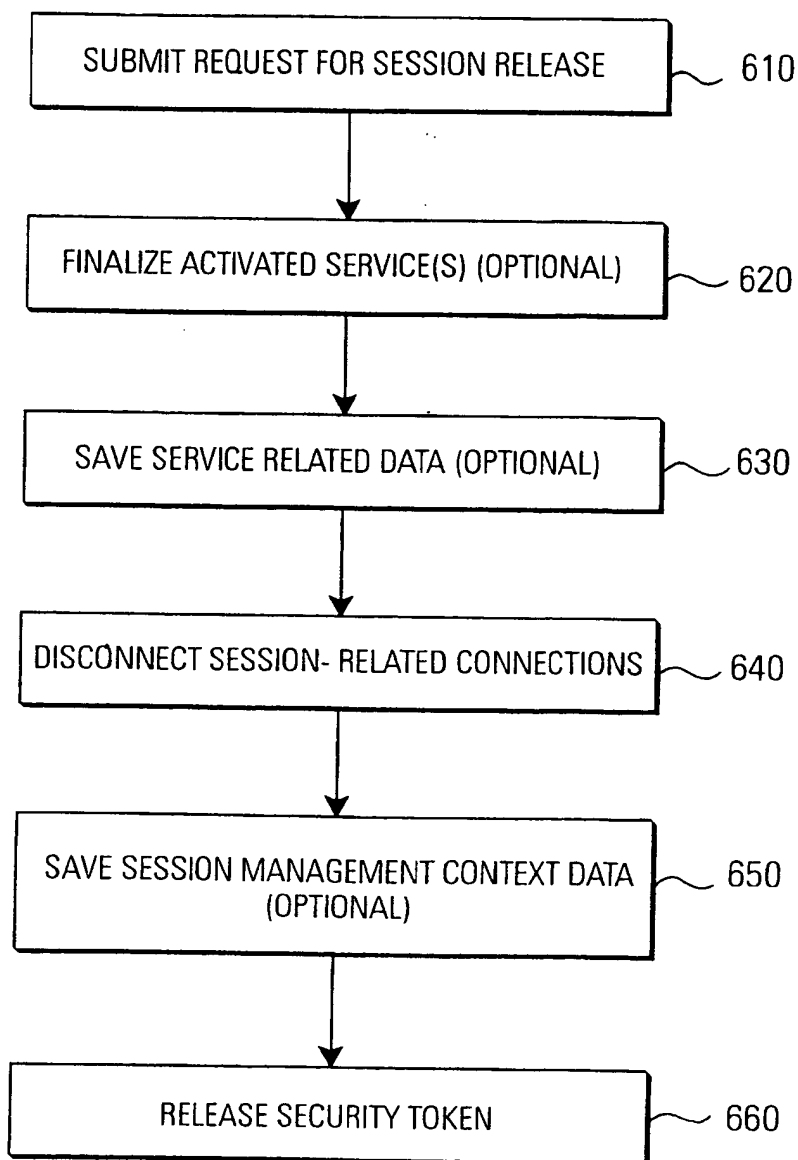 SUBMIT REQUEST FOR SESSION RELEASE 610
FINALIZE ACTIVATED SERVICE(S) (OPTIONAL) 620
SAVE SERVICE RELATED DATA (OPTIONAL) 630
DISCONNECT SESSION- RELATED CONNECTIONS 640
SAVE SESSION MANAGEMENT CONTEXT DATA 650
(OPTIONAL)
RELEASE SECURITY TOKEN 660